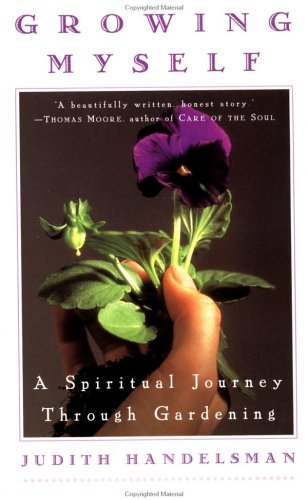 GROWING
MYSELF
"A beautifully written, honest story."
—Thomas Moore, author of Care of the Soul
A Spiritual Journey
Through Gardening
JUDITH HANDELSMAN